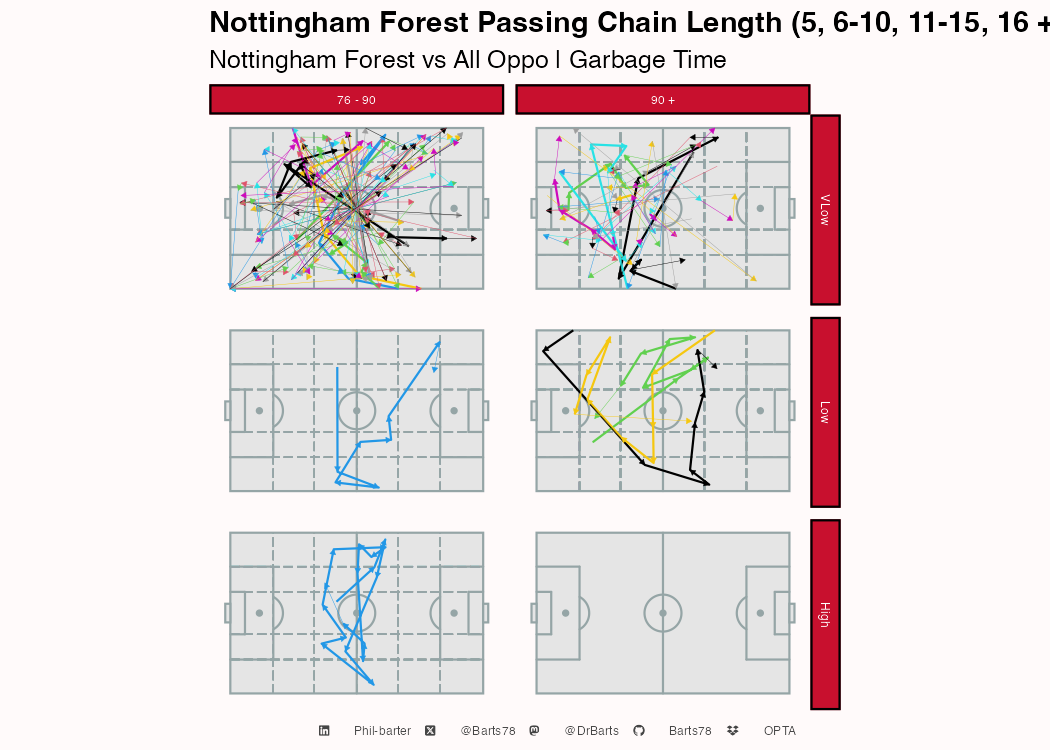 Nottingham Forest Passing Chain Length (5, 6-10, 11-15, 16 +
Nottingham Forest vs All Oppo I Garbage Time
76 - 90
90 +
VLow
Low
High
Phil-barter @Barts78 @DrBarts Barts78 OPTA